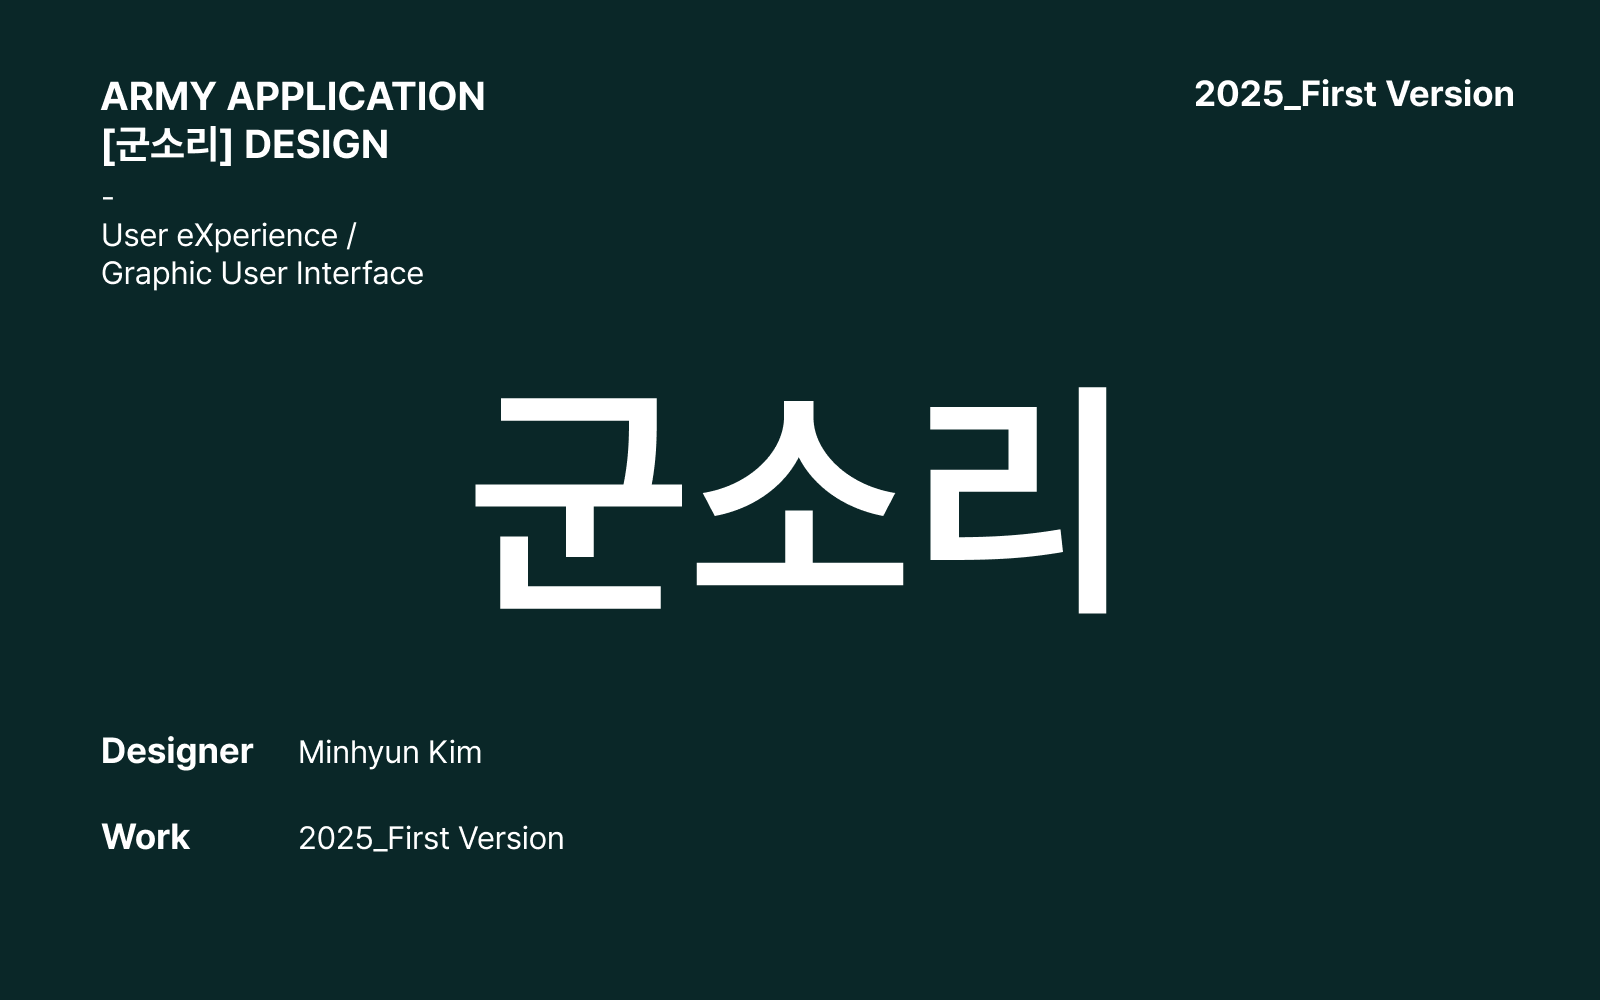 ARMY APPLICATION
[군소리] DESIGN
-
User eXperience /
Graphic User Interface
2025_First Version
군소리
Designer Minhyun Kim
Work 2025_First Version